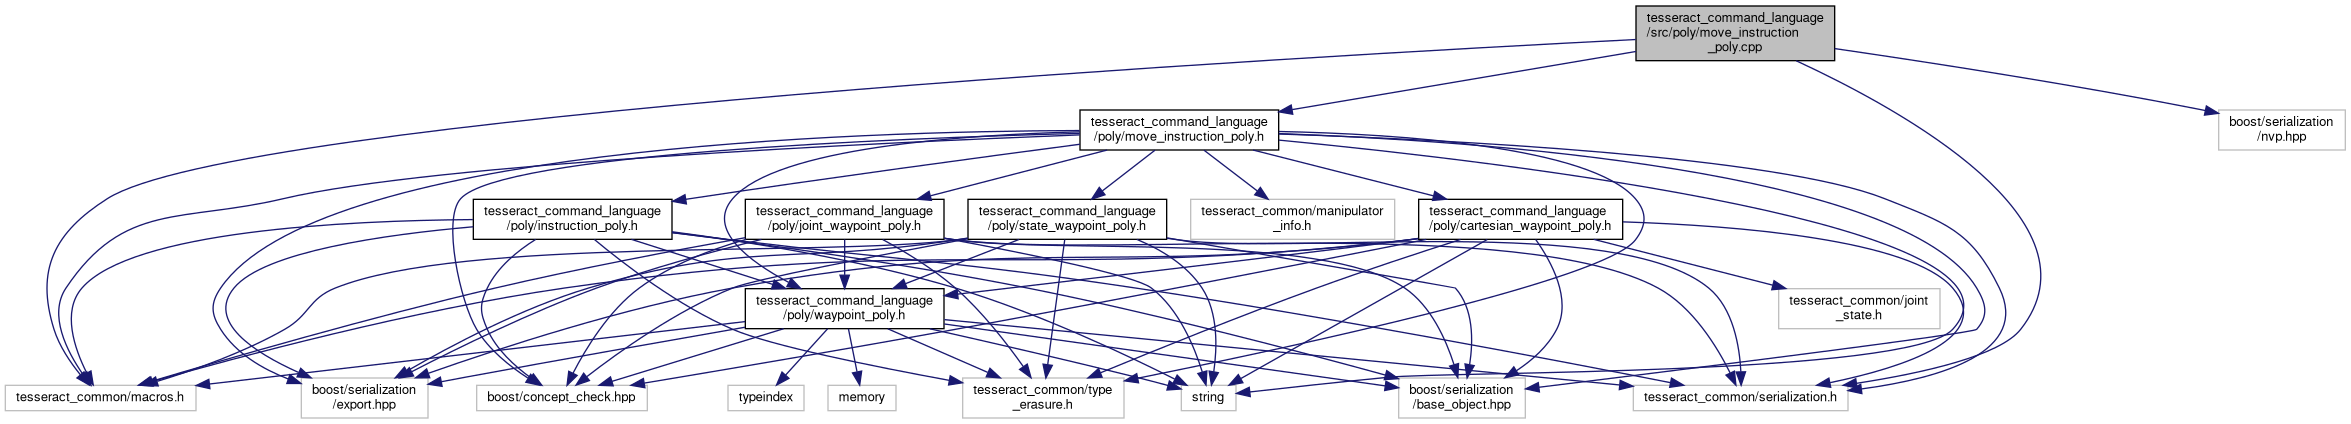 tesseract_command_language
/src/poly/move_instruction
_poly.cpp
tesseract_command_language
/poly/move_instruction_poly.h
boost/serialization
/nvp.hpp
tesseract_command_language
/poly/instruction_poly.h
tesseract_command_language
/poly/joint_waypoint_poly.h
tesseract_command_language
/poly/state_waypoint_poly.h
tesseract_common/manipulator
_info.h
tesseract_command_language
/poly/cartesian_waypoint_poly.h
tesseract_command_language
/poly/waypoint_poly.h
tesseract_common/joint
_state.h
tesseract_common/macros.h
boost/serialization
/export.hpp
boost/concept_check.hpp
typeindex
memory
tesseract_common/type
_erasure.h
string
boost/serialization
/base_object.hpp
tesseract_common/serialization.h